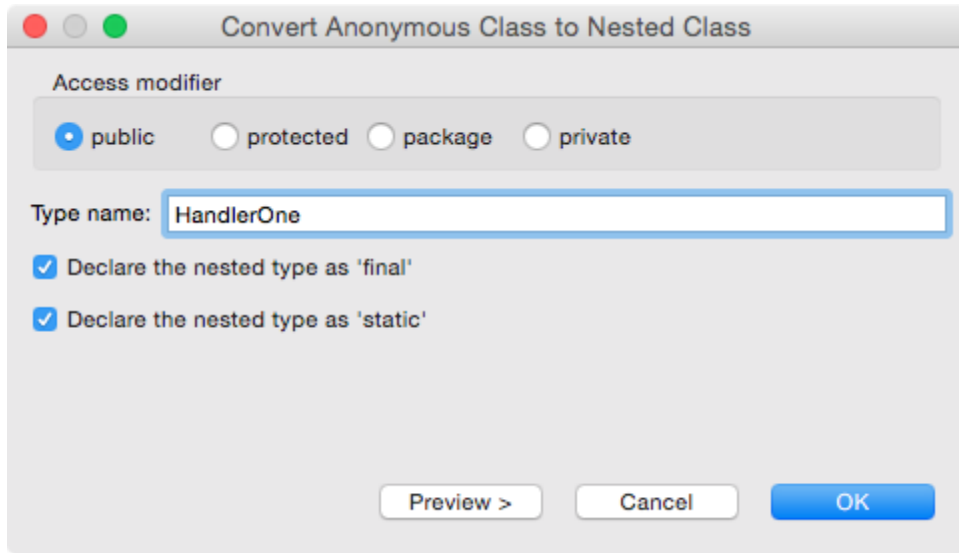 Convert Anonymous Class to Nested Class
Access modifier
public protected package private
Type name: HandlerOne
Declare the nested type as 'final'
Declare the nested type as 'static'
Preview > Cancel OK